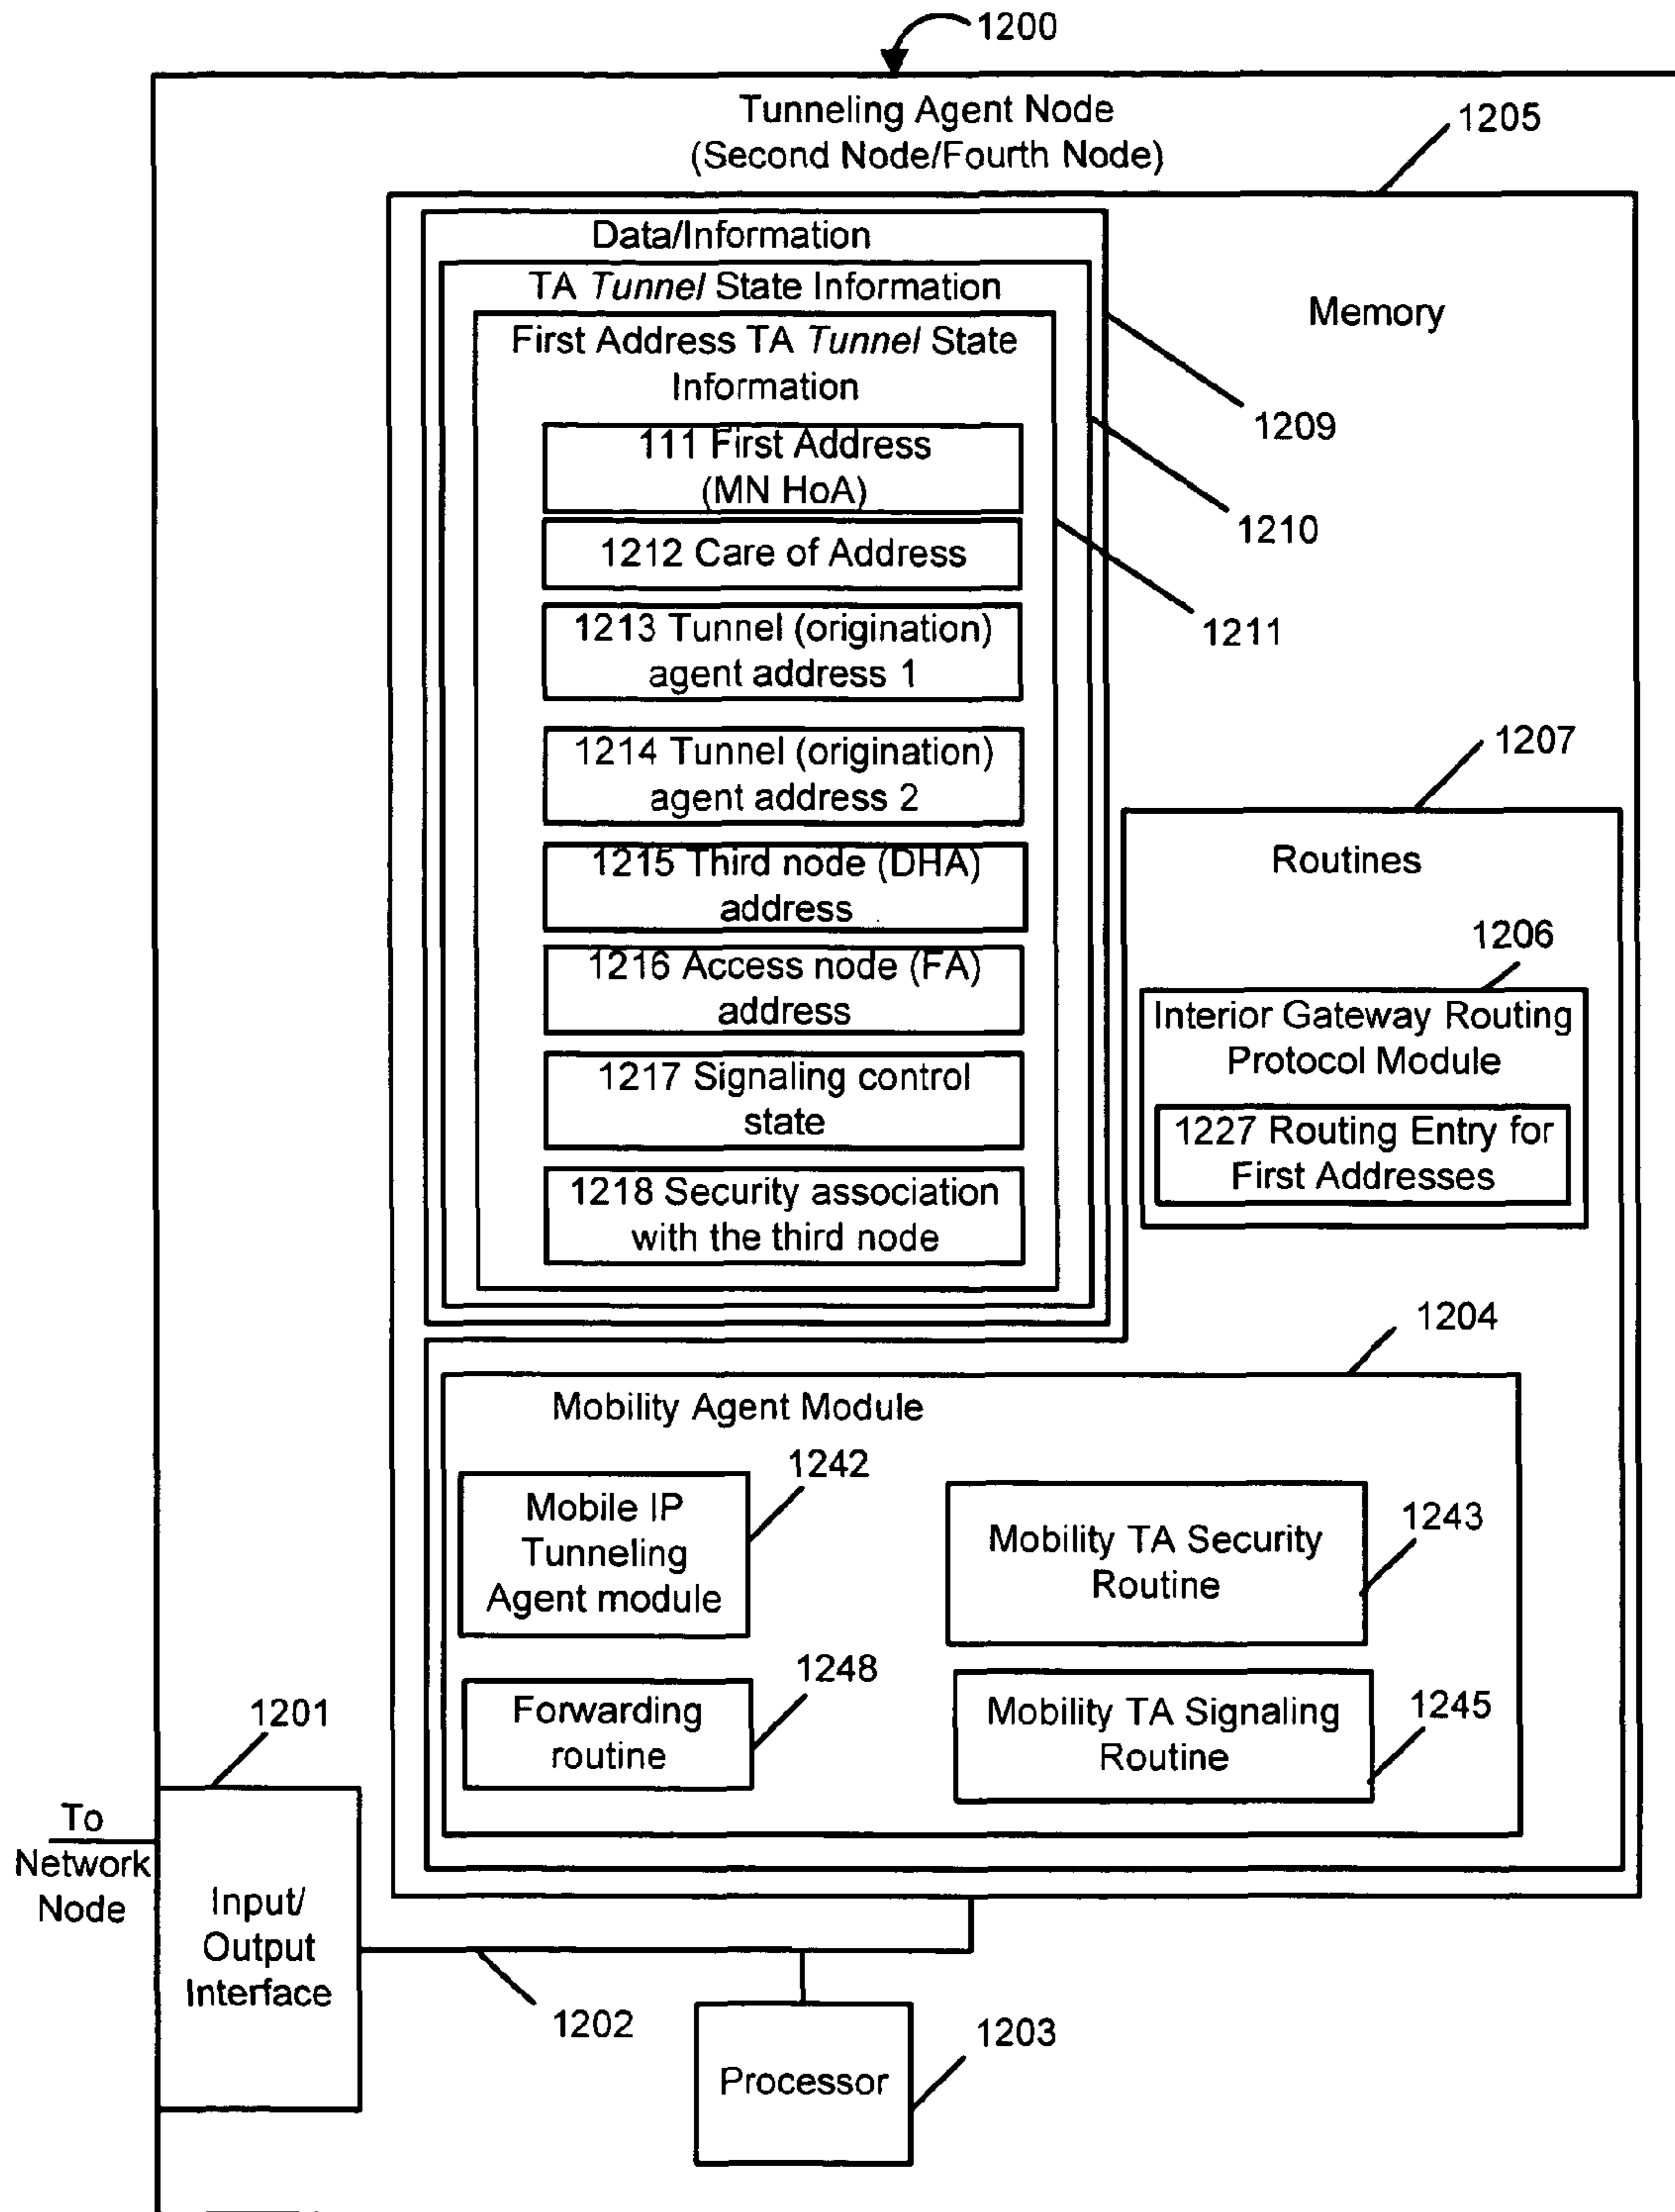 1200
Tunneling Agent Node
(Second Node/Fourth Node)
1205
Data/Information
TA Tunnel State Information
Memory
First Address TA Tunnel State
Information
111 First Address
(MN HoA)
1209
1212 Care of Address
1210
1213 Tunnel (origination)
agent address 1
1211
1214 Tunnel (origination)
agent address 2
1207
1215 Third node (DHA)
address
Routines
1216 Access node (FA)
address
1206
Interior Gateway Routing
Protocol Module
1217 Signaling control
state
1227 Routing Entry for
First Addresses
1218 Security association
with the third node
1204
Mobility Agent Module
1242
Mobile IP
Tunneling
Agent module
1243
Mobility TA Security
Routine
1248
Forwarding
routine
1245
Mobility TA Signaling
Routine
1201
To
Network
Node
Input/
Output
Interface
1202
1203
Processor